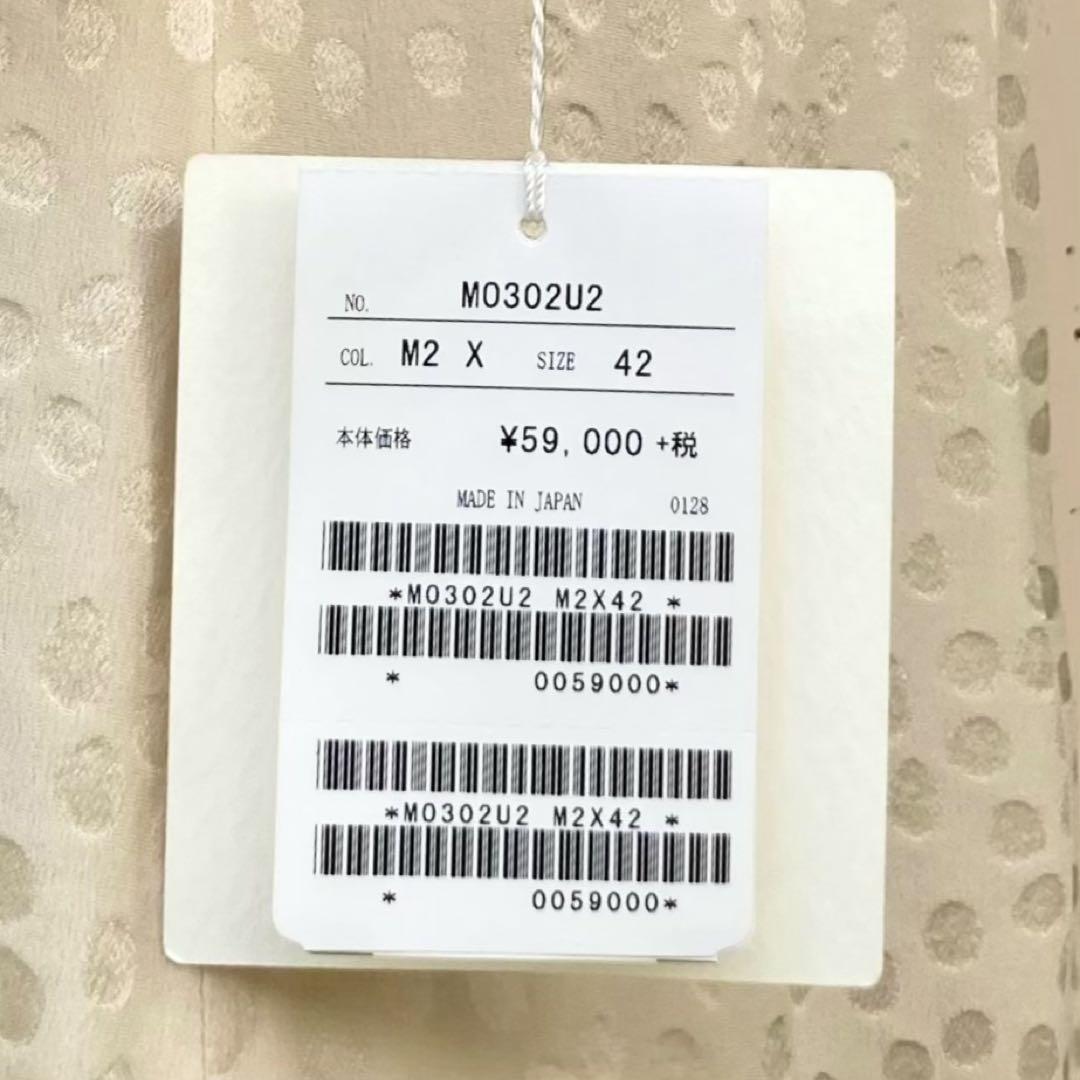 NO. M0302U2
COL. M2 X SIZE 42
本体価格 ¥59,000 +税
MADE IN JAPAN 0128
*M0302U2 M2X42 *
* 0059000*
*M0302U2 M2X42 *
* 0059000*